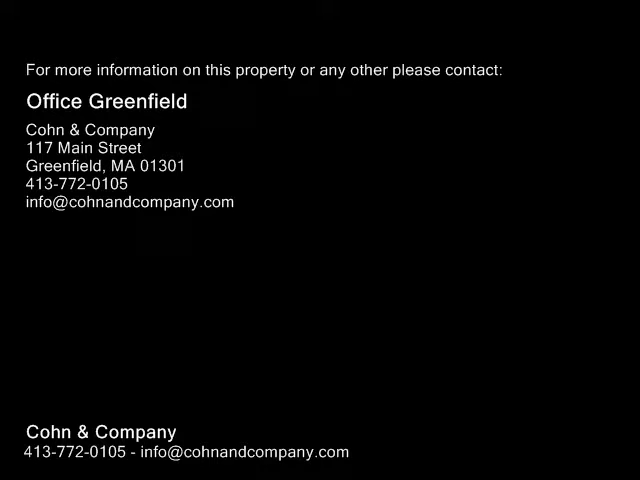 For more information on this property or any other please contact:
Office Greenfield
Cohn & Company
117 Main Street
Greenfield, MA 01301
413-772-0105
info@cohnandcompany.com
Cohn & Company
413-772-0105 - info@cohnandcompany.com